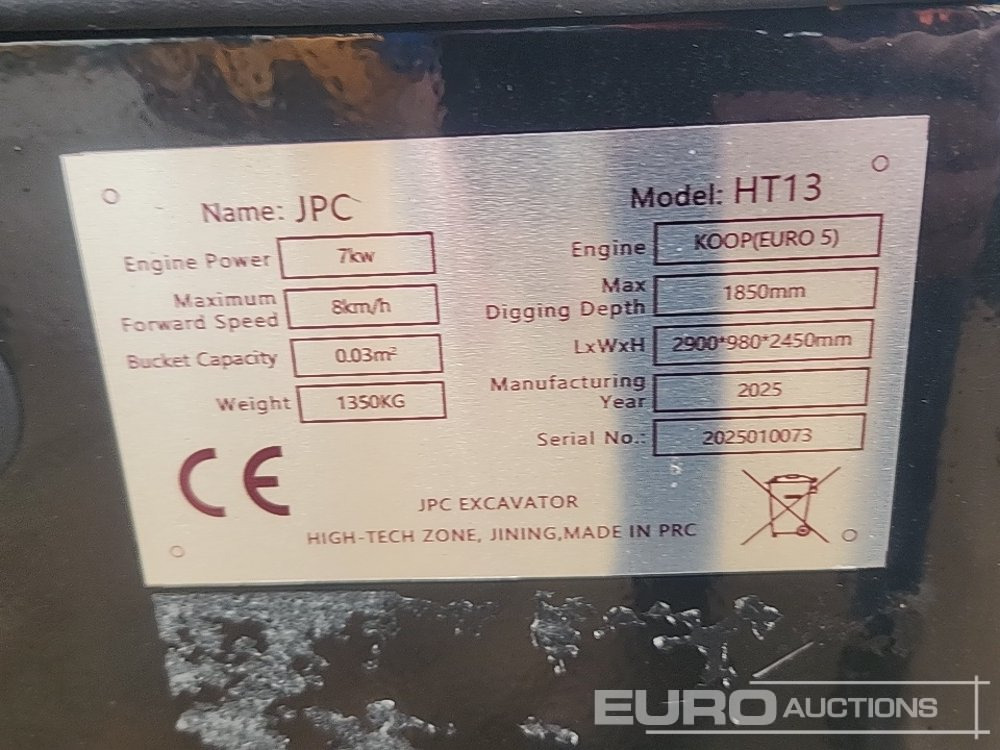 Name: JPC
Model: HT13
Engine Power 7kw
Engine KOOP(EURO 5)
Maximum
Forward Speed 8km/h
Max
Digging Depth 1850mm
Bucket Capacity 0.03m²
LxWxH 2900*980*2450mm
Weight 1350KG
Manufacturing
Year 2025
Serial No.: 2025010073
CE
JPC EXCAVATOR
HIGH-TECH ZONE, JINING,MADE IN PRC
EURO AUCTIONS